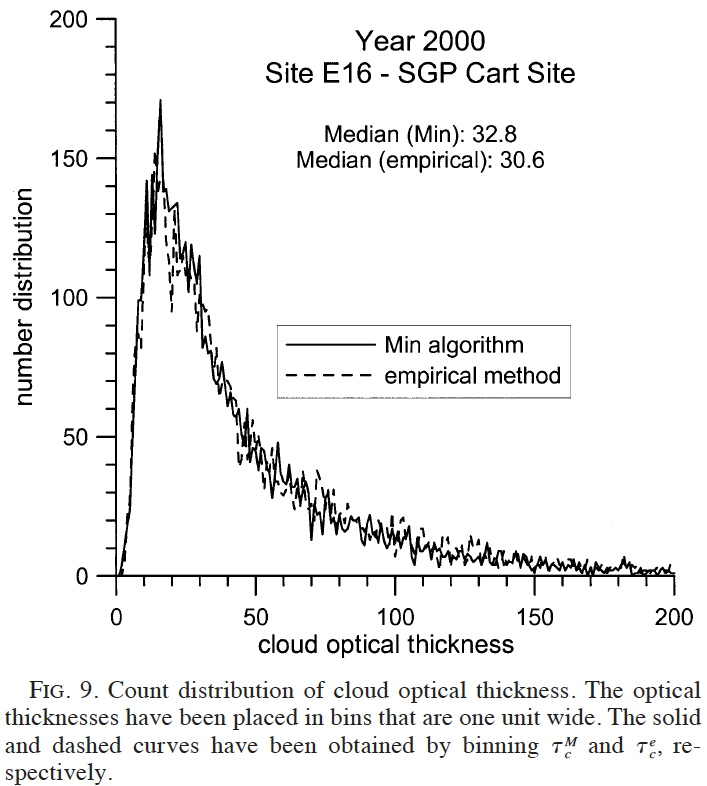 200
150
100
50
0
number distribution
Year 2000
Site E16 - SGP Cart Site
Median (Min): 32.8
Median (empirical): 30.6
Min algorithm
empirical method
0 50 100 150 200
cloud optical thickness
FIG. 9. Count distribution of cloud optical thickness. The optical
thicknesses have been placed in bins that are one unit wide. The solid
and dashed curves have been obtained by binning τ_c^M and τ_c^e, re-
spectively.